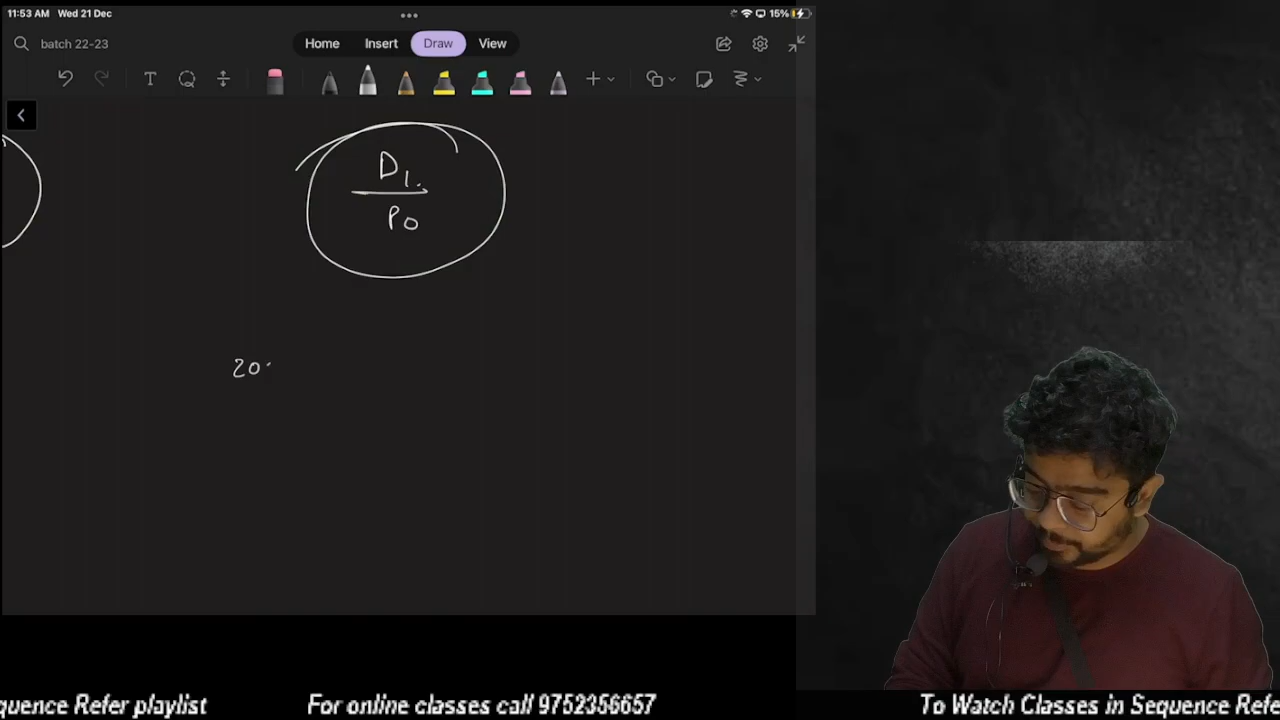 11:53 AM Wed 21 Dec
15%
batch 22-23
Home Insert Draw View
D1
P0
20
quence Refer playlist For online classes call 9752356657 To Watch Classes in Sequence Refe